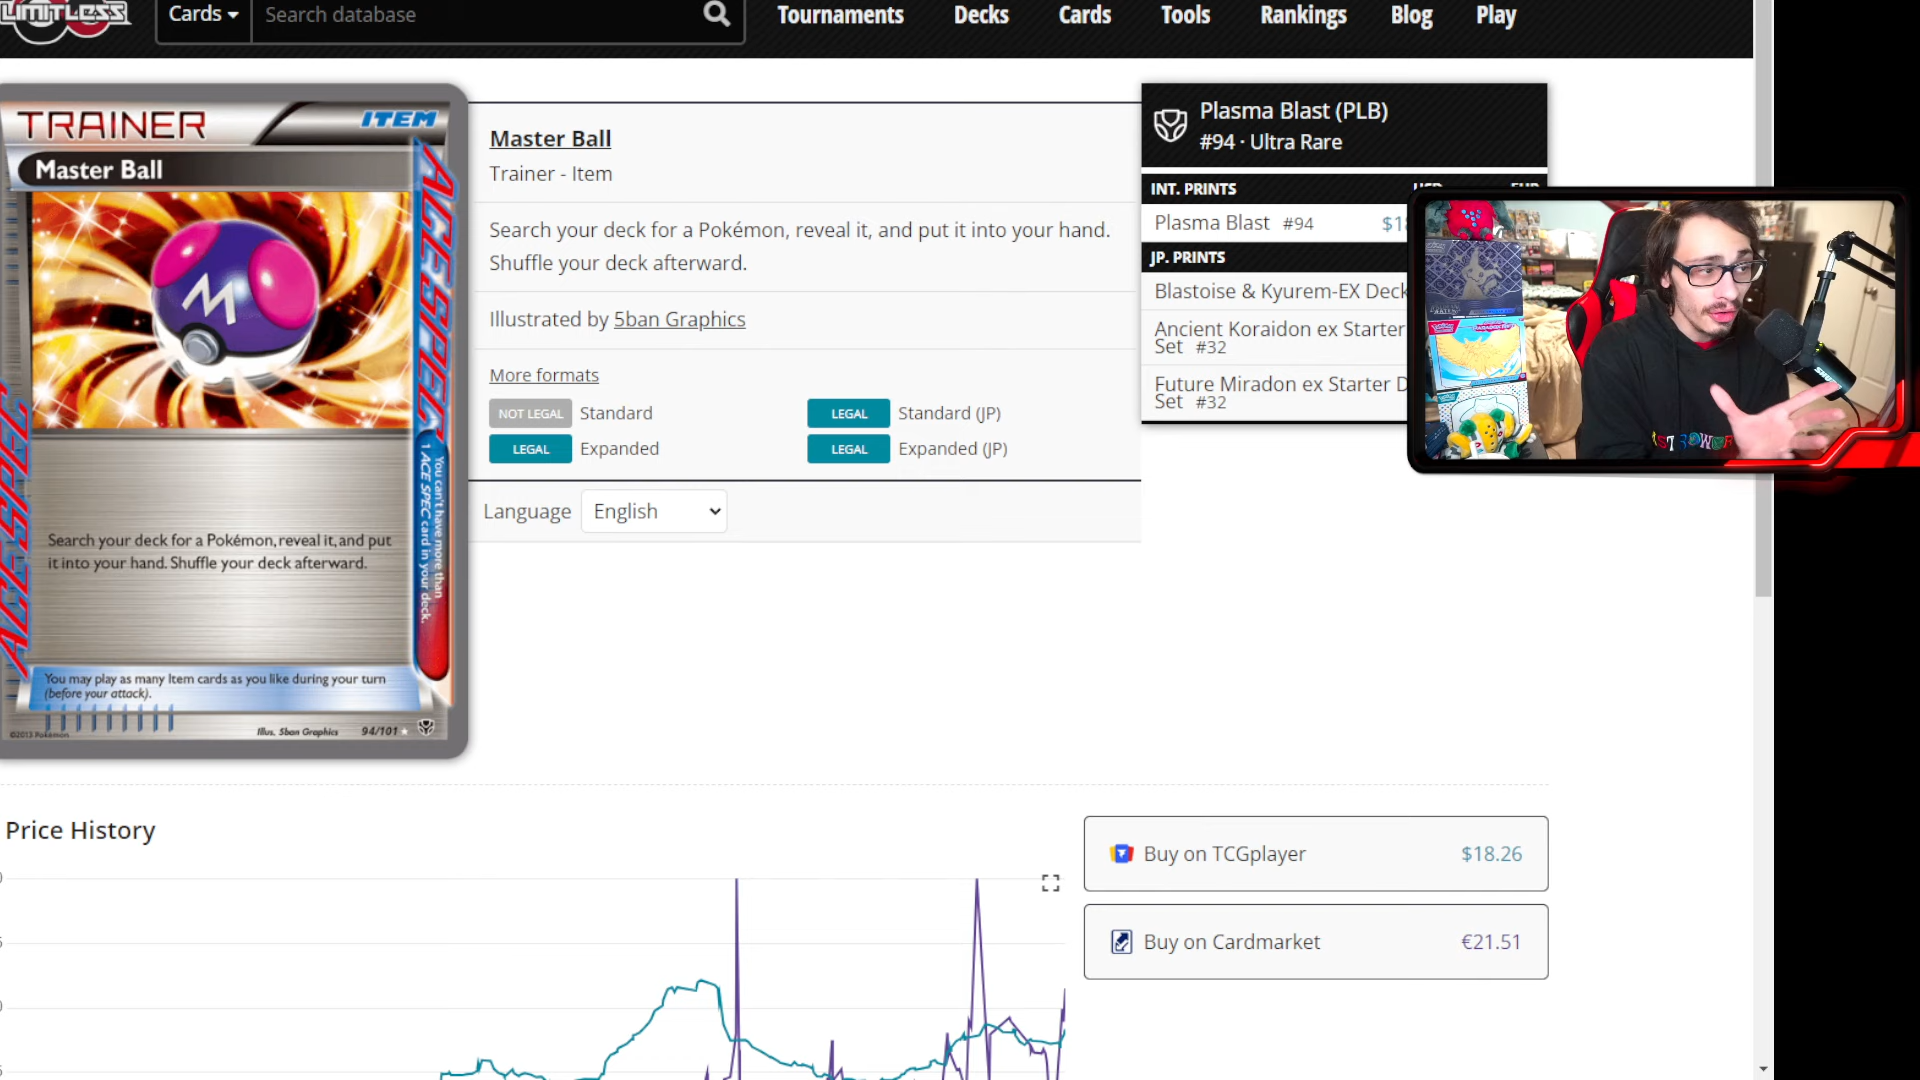 LIMITLESS
Cards
Search database
Tournaments
Decks
Cards
Tools
Rankings
Blog
Play
TRAINER
ITEM
Master Ball
ACE SPEC
ACE SPEC
You can't have more than
1 ACE SPEC card in your deck.
Search your deck for a Pokémon, reveal it, and put
it into your hand. Shuffle your deck afterward.
You may play as many Item cards as you like during your turn
(before your attack).
©2013 Pokémon
Illus. 5ban Graphics
94/101
Master Ball
Trainer - Item
Search your deck for a Pokémon, reveal it, and put it into your hand.
Shuffle your deck afterward.
Illustrated by 5ban Graphics
More formats
NOT LEGAL Standard
LEGAL Standard (JP)
LEGAL Expanded
LEGAL Expanded (JP)
Language English
Plasma Blast (PLB)
#94 · Ultra Rare
INT. PRINTS
Plasma Blast #94
JP. PRINTS
Blastoise & Kyurem-EX Deck
Ancient Koraidon ex Starter
Set #32
Future Miradon ex Starter D
Set #32
Price History
Buy on TCGplayer $18.26
Buy on Cardmarket €21.51